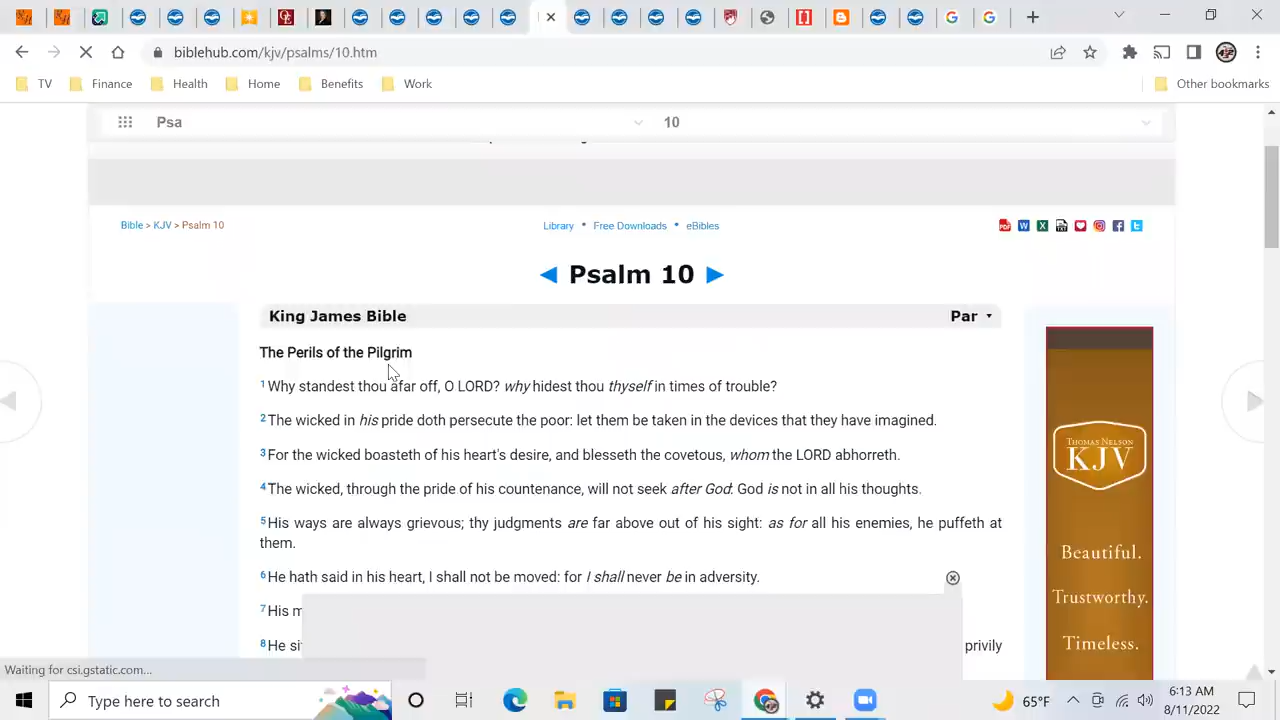 biblehub.com/kjv/psalms/10.htm
TV Finance Health Home Benefits Work Other bookmarks
Psa 10
Bible > KJV > Psalm 10 Library • Free Downloads • eBibles
Psalm 10
King James Bible Par
The Perils of the Pilgrim
1 Why standest thou afar off, O LORD? why hidest thou thyself in times of trouble?
2 The wicked in his pride doth persecute the poor: let them be taken in the devices that they have imagined.
3 For the wicked boasteth of his heart's desire, and blesseth the covetous, whom the LORD abhorreth.
4 The wicked, through the pride of his countenance, will not seek after God: God is not in all his thoughts.
5 His ways are always grievous; thy judgments are far above out of his sight: as for all his enemies, he puffeth at
them.
6 He hath said in his heart, I shall not be moved: for I shall never be in adversity.
7 His
8 He privily
THOMAS NELSON
KJV
Beautiful.
Trustworthy.
Timeless.
Waiting for csi.gstatic.com...
Type here to search
65°F
6:13 AM
8/11/2022